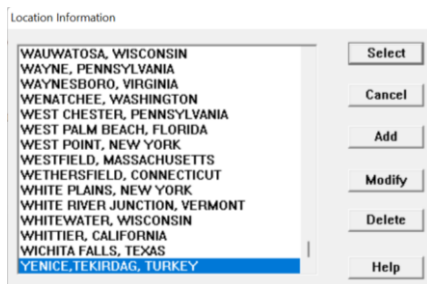 Location Information
WAUWATOSA, WISCONSIN
WAYNE, PENNSYLVANIA
WAYNESBORO, VIRGINIA
WENATCHEE, WASHINGTON
WEST CHESTER, PENNSYLVANIA
WEST PALM BEACH, FLORIDA
WEST POINT, NEW YORK
WESTFIELD, MASSACHUSETTS
WETHERSFIELD, CONNECTICUT
WHITE PLAINS, NEW YORK
WHITE RIVER JUNCTION, VERMONT
WHITEWATER, WISCONSIN
WHITTIER, CALIFORNIA
WICHITA FALLS, TEXAS
YENICE,TEKIRDAG, TURKEY
Select
Cancel
Add
Modify
Delete
Help